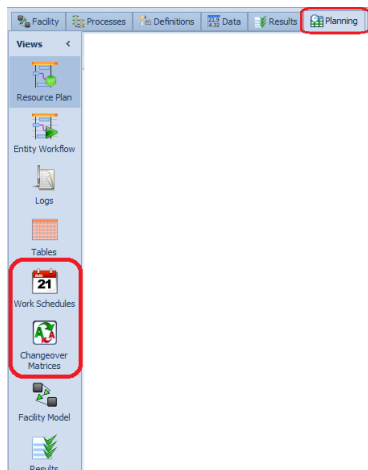 Facility Processes Definitions Data Results Planning
Views <
Resource Plan
Entity Workflow
Logs
Tables
21
Work Schedules
Changeover
Matrices
Facility Model
Results